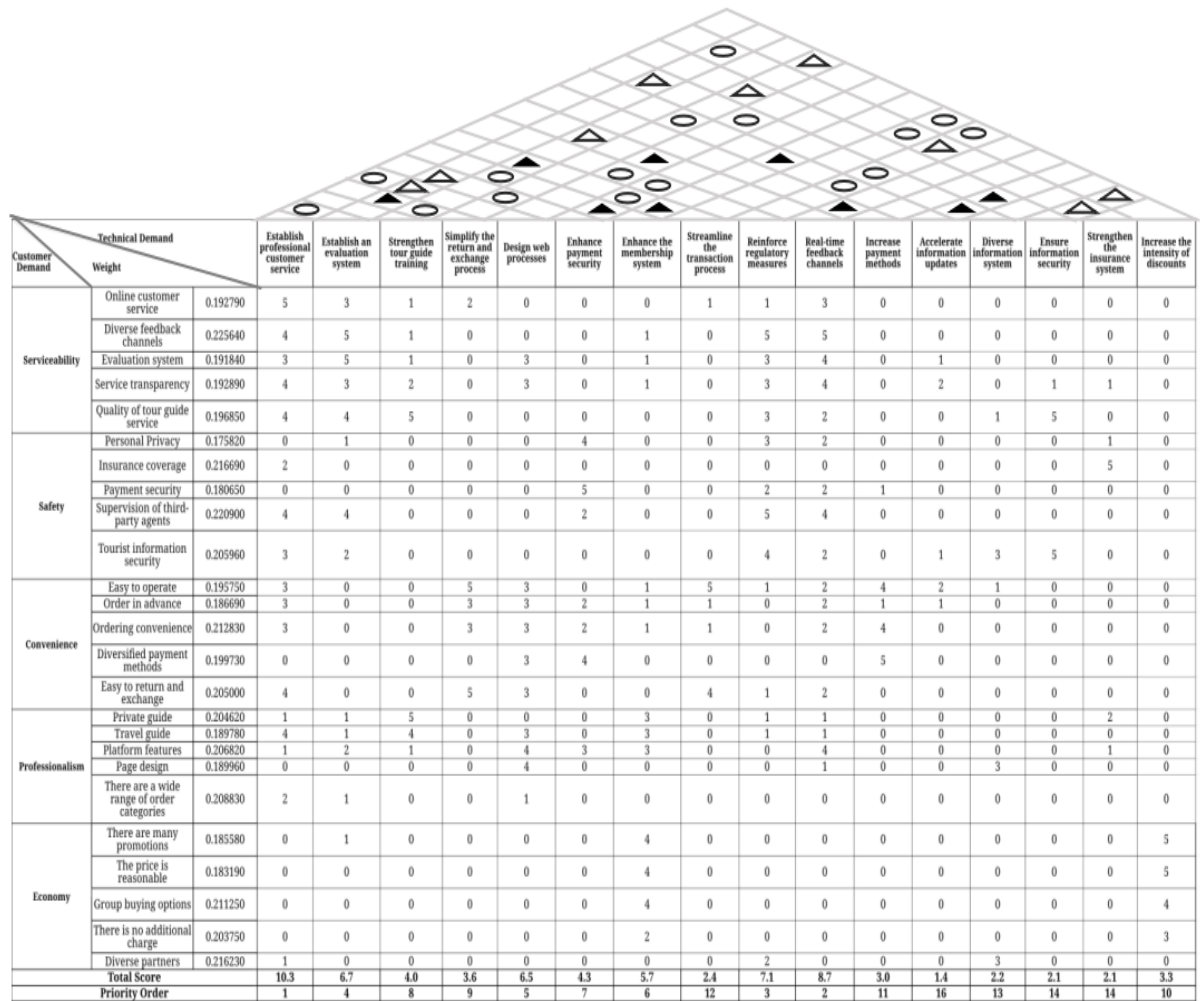 Technical Demand
Customer Demand
Weight
Establish professional customer service
Establish an evaluation system
Strengthen tour guide training
Simplify the return and exchange process
Design web processes
Enhance payment security
Enhance the membership system
Streamline the transaction process
Reinforce regulatory measures
Real-time feedback channels
Increase payment methods
Accelerate information updates
Diverse information system
Ensure information security
Strengthen the insurance system
Increase the intensity of discounts
Serviceability
Online customer service 0.192790 5 3 1 2 0 0 0 1 1 3 0 0 0 0 0 0
Diverse feedback channels 0.225640 4 5 1 0 0 0 1 0 5 5 0 0 0 0 0 0
Evaluation system 0.191840 3 5 1 0 3 0 1 0 3 4 0 1 0 0 0 0
Service transparency 0.192890 4 3 2 0 3 0 1 0 3 4 0 2 0 1 1 0
Quality of tour guide service 0.196850 4 4 5 0 0 0 0 0 3 2 0 0 1 5 0 0
Safety
Personal Privacy 0.175820 0 1 0 0 0 4 0 0 3 2 0 0 0 0 1 0
Insurance coverage 0.216690 2 0 0 0 0 0 0 0 0 0 0 0 0 0 5 0
Payment security 0.180650 0 0 0 0 0 5 0 0 2 2 1 0 0 0 0 0
Supervision of third-party agents 0.220900 4 4 0 0 0 2 0 0 5 4 0 0 0 0 0 0
Tourist information security 0.205960 3 2 0 0 0 0 0 0 4 2 0 1 3 5 0 0
Convenience
Easy to operate 0.195750 3 0 0 5 3 0 1 5 1 2 4 2 1 0 0 0
Order in advance 0.186690 3 0 0 3 3 2 1 1 0 2 1 1 0 0 0 0
Ordering convenience 0.212830 3 0 0 3 3 2 1 1 0 2 4 0 0 0 0 0
Diversified payment methods 0.199730 0 0 0 0 3 4 0 0 0 0 5 0 0 0 0 0
Easy to return and exchange 0.205000 4 0 0 5 3 0 0 4 1 2 0 0 0 0 0 0
Professionalism
Private guide 0.204620 1 1 5 0 0 0 3 0 1 1 0 0 0 0 2 0
Travel guide 0.189780 4 1 4 0 3 0 3 0 1 1 0 0 0 0 0 0
Platform features 0.206820 1 2 1 0 4 3 3 0 0 4 0 0 0 0 1 0
Page design 0.189960 0 0 0 0 4 0 0 0 0 1 0 0 3 0 0 0
There are a wide range of order categories 0.208830 2 1 0 0 1 0 0 0 0 0 0 0 0 0 0 0
Economy
There are many promotions 0.185580 0 1 0 0 0 0 4 0 0 0 0 0 0 0 0 5
The price is reasonable 0.183190 0 0 0 0 0 0 4 0 0 0 0 0 0 0 0 5
Group buying options 0.211250 0 0 0 0 0 0 4 0 0 0 0 0 0 0 0 4
There is no additional charge 0.203750 0 0 0 0 0 0 2 0 0 0 0 0 0 0 0 3
Diverse partners 0.216230 1 0 0 0 0 0 0 0 2 0 0 0 3 0 0 0
Total Score 10.3 6.7 4.0 3.6 6.5 4.3 5.7 2.4 7.1 8.7 3.0 1.4 2.2 2.1 2.1 3.3
Priority Order 1 4 8 9 5 7 6 12 3 2 11 16 13 14 14 10